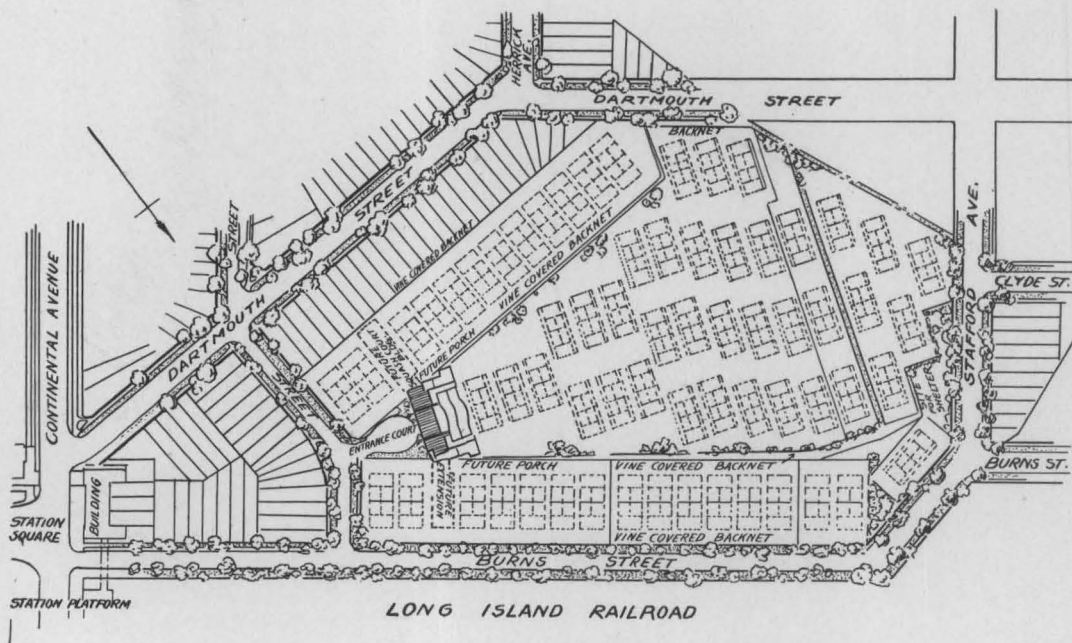 HERRICK
AVE.
DARTMOUTH STREET
BACKNET
STREET
STREET
VINE COVERED BACKNET
VINE COVERED BACKNET
CONTINENTAL AVENUE
DARTMOUTH
STAFFORD AVE.
CLYDE ST.
FUTURE PORCH
STREET
ENTRANCE COURT
BURNS ST.
FUTURE PORCH
FUTURE
EXTENSION
VINE COVERED BACKNET
BUILDING
STATION
SQUARE
VINE COVERED BACKNET
BURNS STREET
STATION PLATFORM
LONG ISLAND RAILROAD